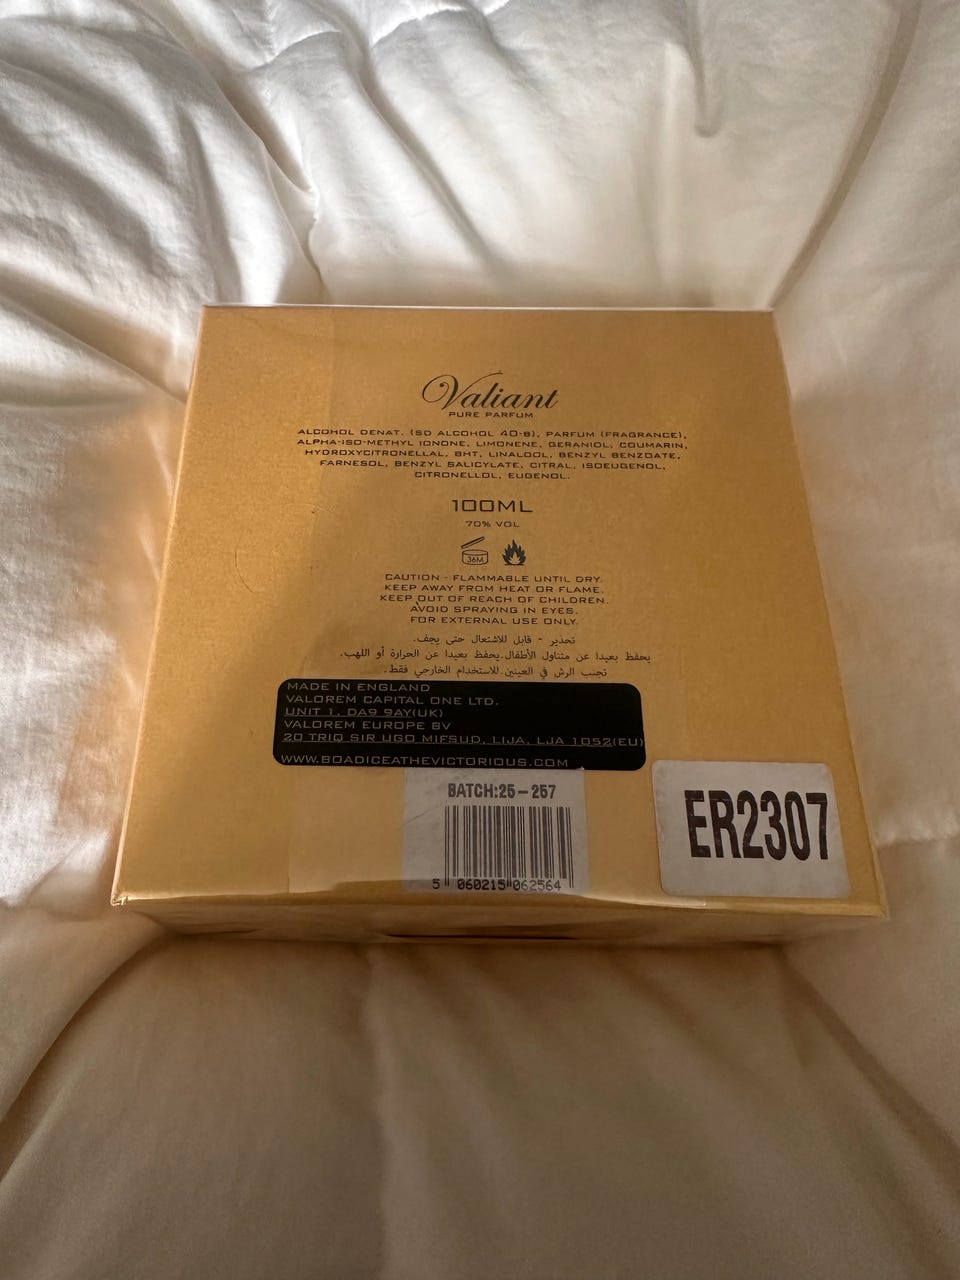 Valiant
PURE PARFUM
ALCOHOL DENAT. (SD ALCOHOL 40-B), PARFUM (FRAGRANCE),
ALPHA-ISO-METHYL IONONE, LIMONENE, GERANIOL, COUMARIN,
HYDROXYCITRONELLAL, BHT, LINALOOL, BENZYL BENZOATE,
FARNESOL, BENZYL SALICYLATE, CITRAL, ISOEUGENOL,
CITRONELLOL, EUGENOL.
100ML
70% VOL
36M
CAUTION - FLAMMABLE UNTIL DRY.
KEEP AWAY FROM HEAT OR FLAME.
KEEP OUT OF REACH OF CHILDREN.
AVOID SPRAYING IN EYES.
FOR EXTERNAL USE ONLY.
تحذير - قابل للاشتعال حتى يجف.
يحفظ بعيدا عن متناول الأطفال.يحفظ بعيدا عن الحرارة أو اللهب.
تجنب الرش في العينين.للاستخدام الخارجي فقط.
MADE IN ENGLAND
VALOREM CAPITAL ONE LTD.
UNIT 1, DA9 9AY(UK)
VALOREM EUROPE BV
20 TRIQ SIR UGO MIFSUD, LIJA, LJA 1052(EU)
WWW.BOADICEATHEVICTORIOUS.COM
BATCH:25-257
5 060215 062564
ER2307